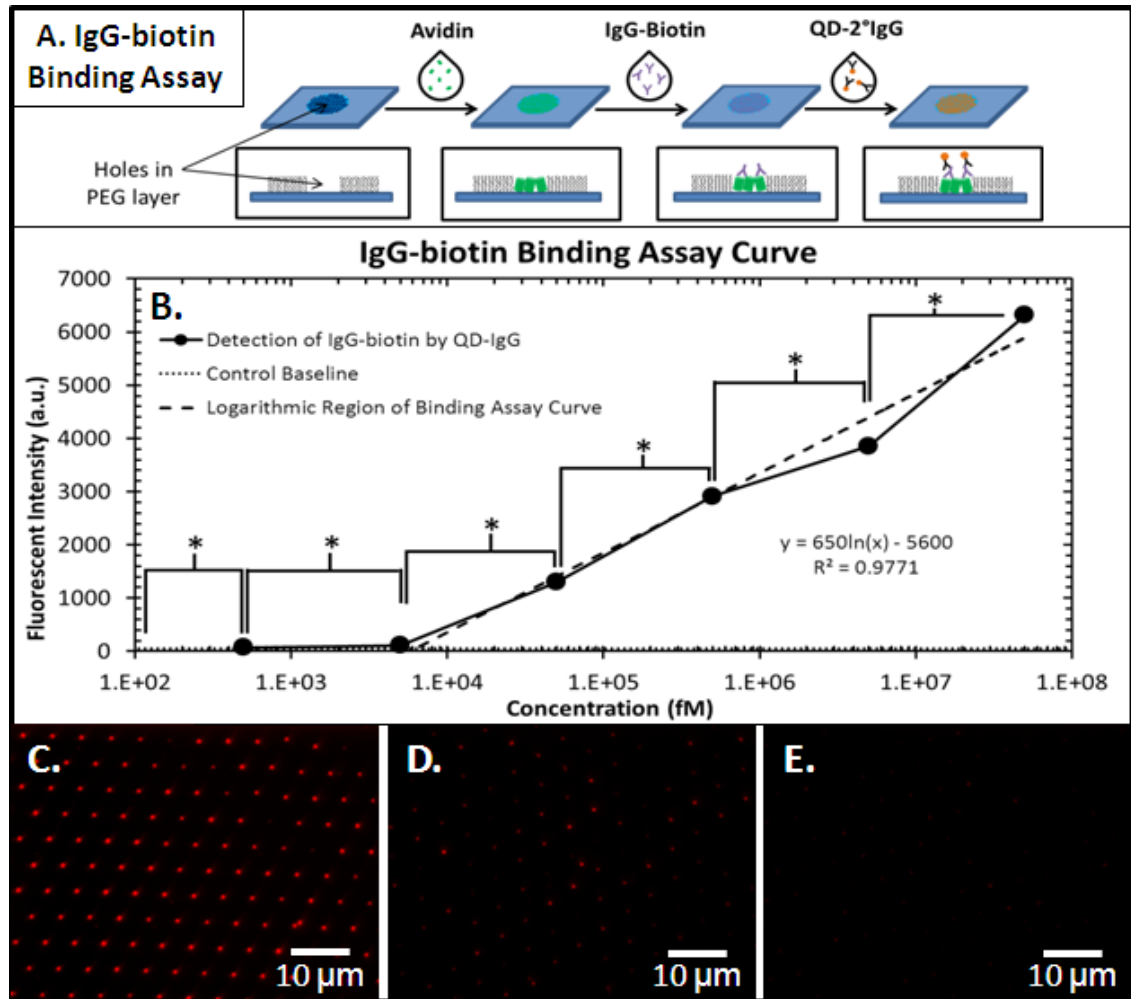 A. IgG-biotin
Binding Assay
Avidin
IgG-Biotin
QD-2°IgG
Holes in
PEG layer
IgG-biotin Binding Assay Curve
B.
Detection of IgG-biotin by QD-IgG
Control Baseline
Logarithmic Region of Binding Assay Curve
Fluorescent Intensity (a.u.)
7000
6000
5000
4000
3000
2000
1000
0
*
*
*
*
*
*
y = 650ln(x) - 5600
R² = 0.9771
1.E+02 1.E+03 1.E+04 1.E+05 1.E+06 1.E+07 1.E+08
Concentration (fM)
C.
10 µm
D.
10 µm
E.
10 µm